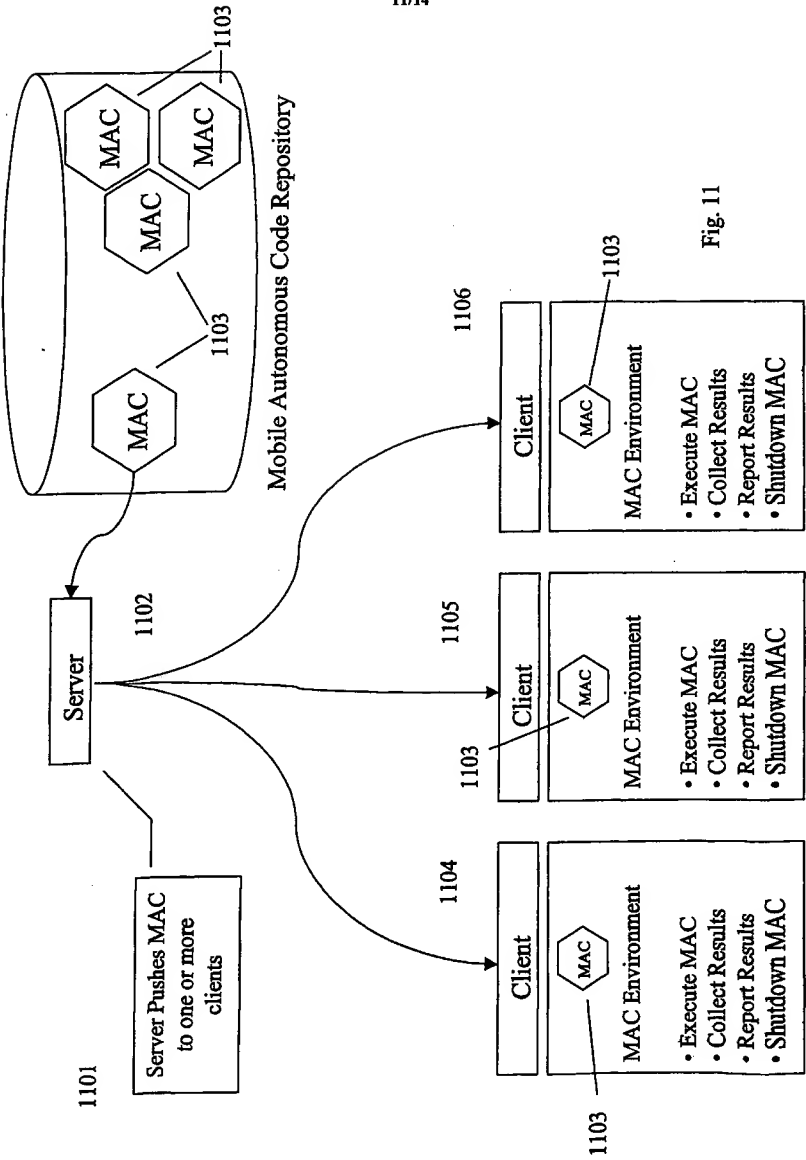 11/14
1101
Server Pushes MAC
to one or more
clients
Server
1102
MAC
MAC
MAC
MAC
1103
1103
Mobile Autonomous Code Repository
1104
Client
MAC
MAC Environment
• Execute MAC
• Collect Results
• Report Results
• Shutdown MAC
1103
1105
Client
MAC
1103
MAC Environment
• Execute MAC
• Collect Results
• Report Results
• Shutdown MAC
1106
Client
MAC
1103
MAC Environment
• Execute MAC
• Collect Results
• Report Results
• Shutdown MAC
Fig. 11